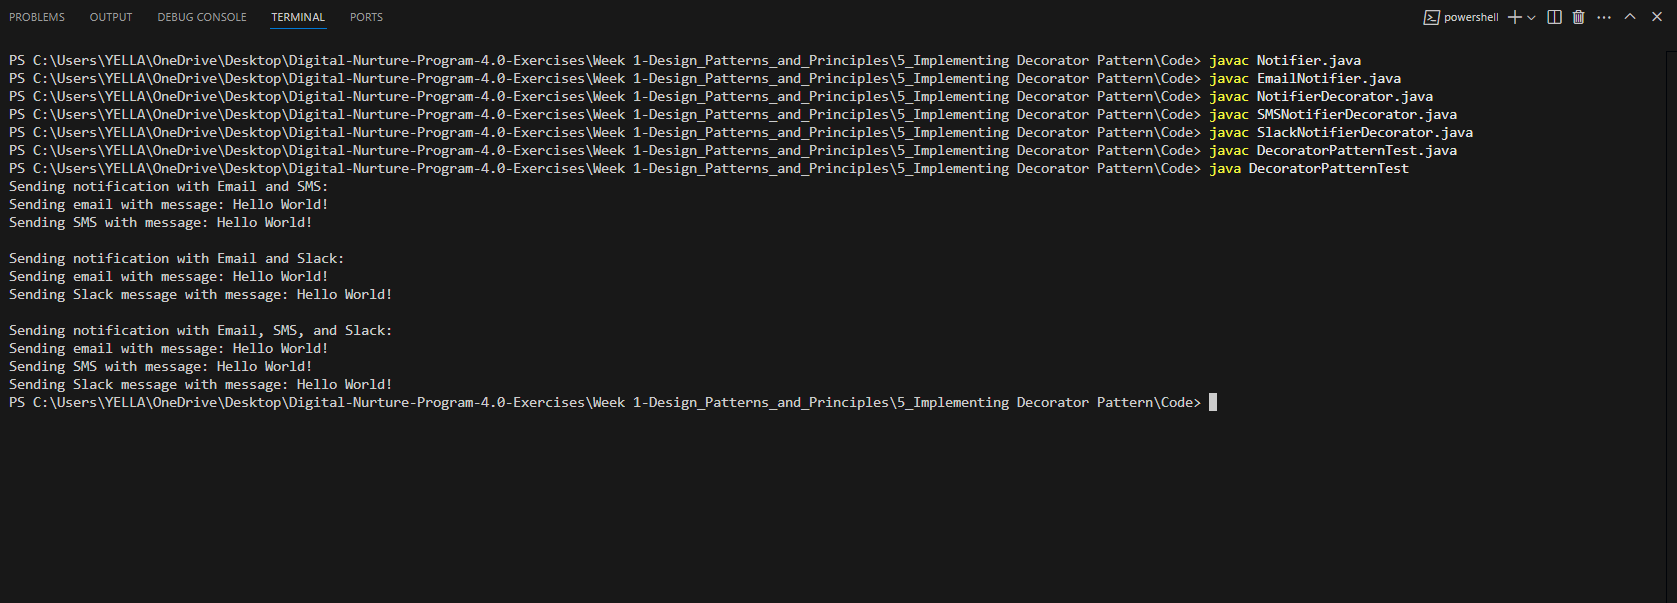 PROBLEMS OUTPUT DEBUG CONSOLE TERMINAL PORTS powershell
PS C:\Users\YELLA\OneDrive\Desktop\Digital-Nurture-Program-4.0-Exercises\Week 1-Design_Patterns_and_Principles\5_Implementing Decorator Pattern\Code> javac Notifier.java
PS C:\Users\YELLA\OneDrive\Desktop\Digital-Nurture-Program-4.0-Exercises\Week 1-Design_Patterns_and_Principles\5_Implementing Decorator Pattern\Code> javac EmailNotifier.java
PS C:\Users\YELLA\OneDrive\Desktop\Digital-Nurture-Program-4.0-Exercises\Week 1-Design_Patterns_and_Principles\5_Implementing Decorator Pattern\Code> javac NotifierDecorator.java
PS C:\Users\YELLA\OneDrive\Desktop\Digital-Nurture-Program-4.0-Exercises\Week 1-Design_Patterns_and_Principles\5_Implementing Decorator Pattern\Code> javac SMSNotifierDecorator.java
PS C:\Users\YELLA\OneDrive\Desktop\Digital-Nurture-Program-4.0-Exercises\Week 1-Design_Patterns_and_Principles\5_Implementing Decorator Pattern\Code> javac SlackNotifierDecorator.java
PS C:\Users\YELLA\OneDrive\Desktop\Digital-Nurture-Program-4.0-Exercises\Week 1-Design_Patterns_and_Principles\5_Implementing Decorator Pattern\Code> javac DecoratorPatternTest.java
PS C:\Users\YELLA\OneDrive\Desktop\Digital-Nurture-Program-4.0-Exercises\Week 1-Design_Patterns_and_Principles\5_Implementing Decorator Pattern\Code> java DecoratorPatternTest
Sending notification with Email and SMS:
Sending email with message: Hello World!
Sending SMS with message: Hello World!

Sending notification with Email and Slack:
Sending email with message: Hello World!
Sending Slack message with message: Hello World!

Sending notification with Email, SMS, and Slack:
Sending email with message: Hello World!
Sending SMS with message: Hello World!
Sending Slack message with message: Hello World!
PS C:\Users\YELLA\OneDrive\Desktop\Digital-Nurture-Program-4.0-Exercises\Week 1-Design_Patterns_and_Principles\5_Implementing Decorator Pattern\Code>